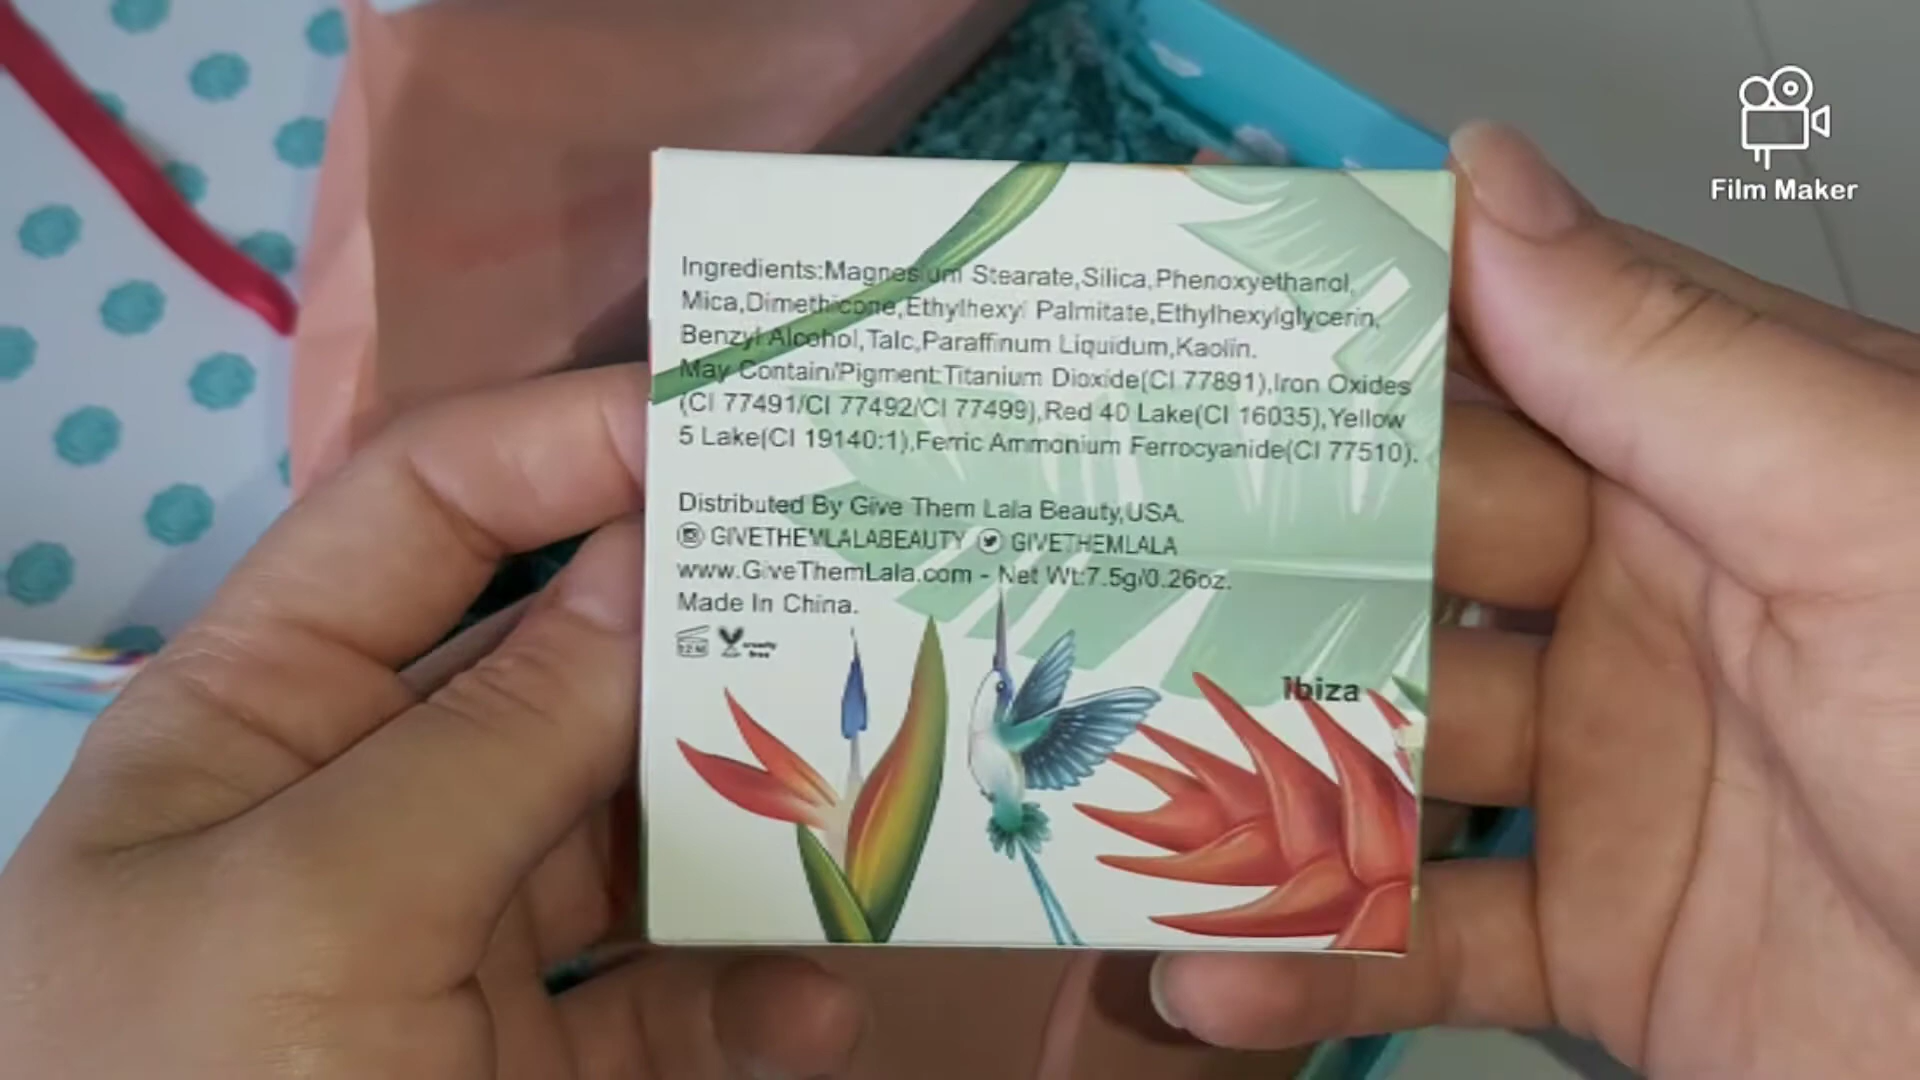 Film Maker
Ingredients:Magnesium Stearate,Silica,Phenoxyethanol,
Mica,Dimethicone,Ethylhexyl Palmitate,Ethylhexylglycerin,
Benzyl Alcohol,Talc,Paraffinum Liquidum,Kaolin.
May Contain/Pigment:Titanium Dioxide(CI 77891),Iron Oxides
(CI 77491/CI 77492/CI 77499),Red 40 Lake(CI 16035),Yellow
5 Lake(CI 19140:1),Ferric Ammonium Ferrocyanide(CI 77510).
Distributed By Give Them Lala Beauty,USA.
GIVETHEMLALABEAUTY GIVETHEMLALA
www.GiveThemLala.com - Net Wt:7.5g/0.26oz.
Made In China.
12M cruelty
free
Ibiza